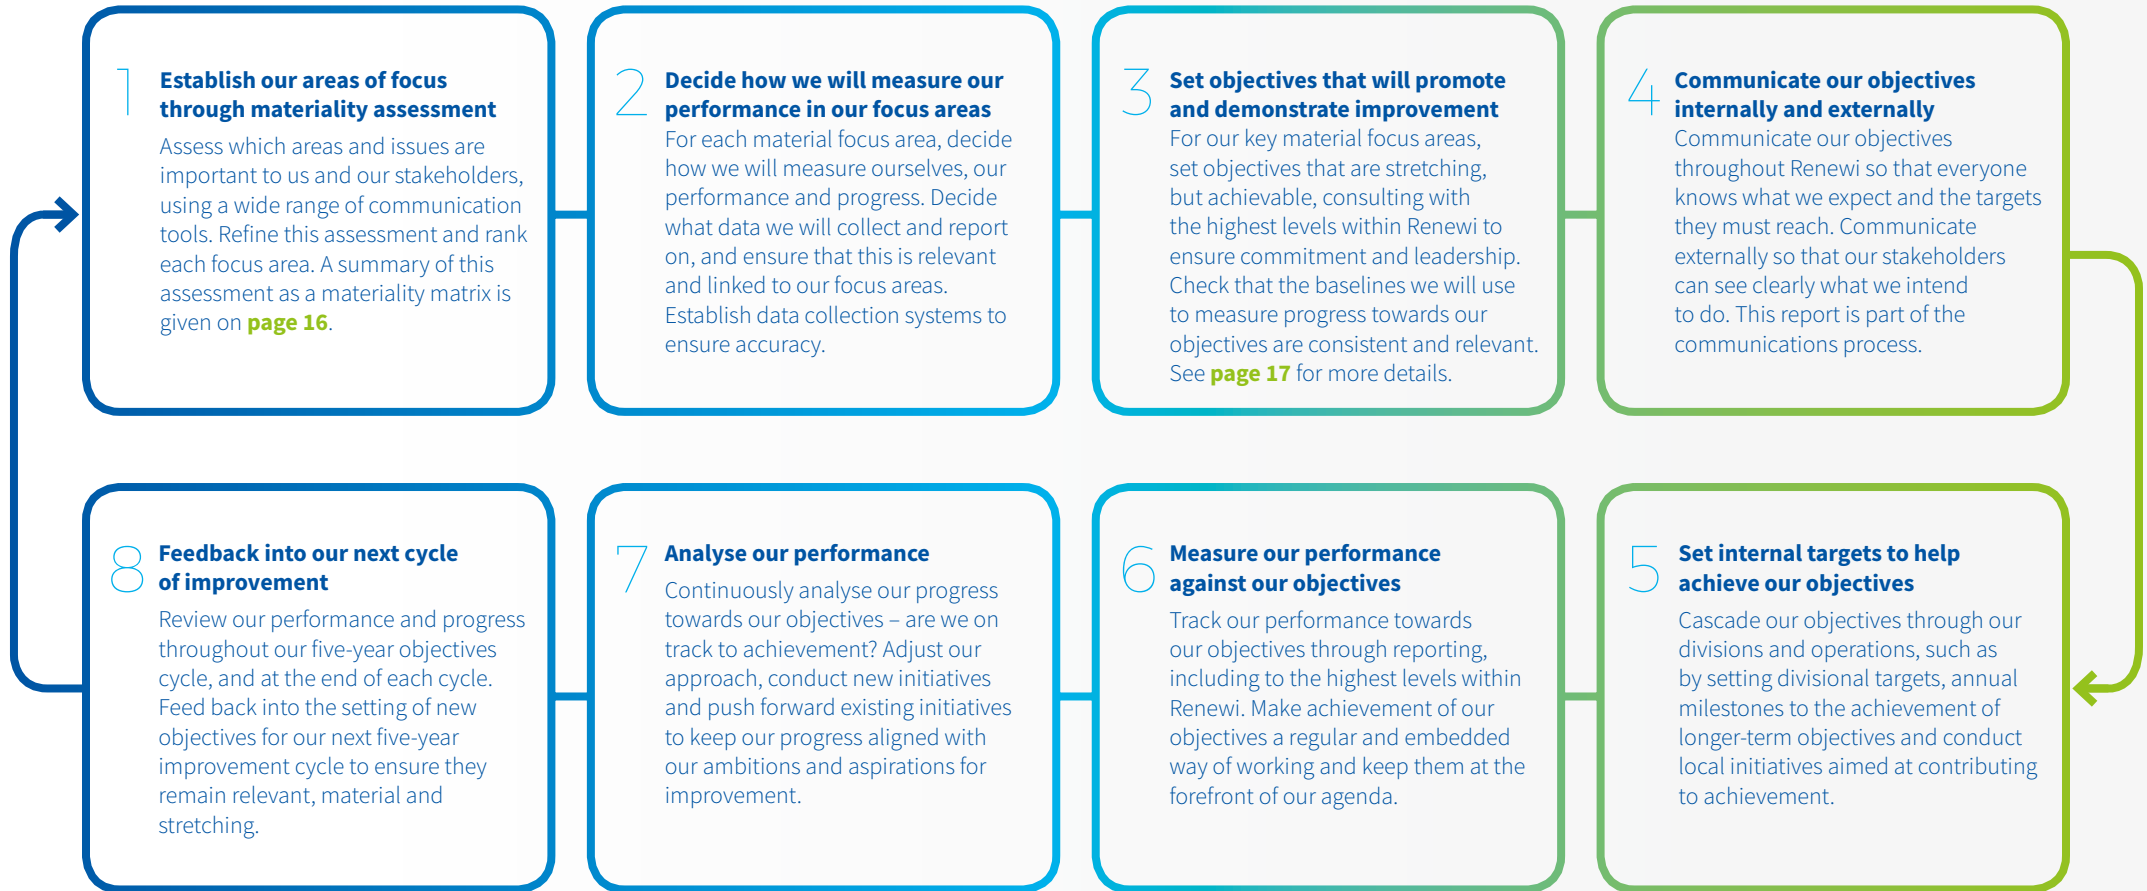 1
Establish our areas of focus
through materiality assessment
Assess which areas and issues are
important to us and our stakeholders,
using a wide range of communication
tools. Refine this assessment and rank
each focus area. A summary of this
assessment as a materiality matrix is
given on page 16.
2
Decide how we will measure our
performance in our focus areas
For each material focus area, decide
how we will measure ourselves, our
performance and progress. Decide
what data we will collect and report
on, and ensure that this is relevant
and linked to our focus areas.
Establish data collection systems to
ensure accuracy.
3
Set objectives that will promote
and demonstrate improvement
For our key material focus areas,
set objectives that are stretching,
but achievable, consulting with
the highest levels within Renewi to
ensure commitment and leadership.
Check that the baselines we will use
to measure progress towards our
objectives are consistent and relevant.
See page 17 for more details.
4
Communicate our objectives
internally and externally
Communicate our objectives
throughout Renewi so that everyone
knows what we expect and the targets
they must reach. Communicate
externally so that our stakeholders
can see clearly what we intend
to do. This report is part of the
communications process.
5
Set internal targets to help
achieve our objectives
Cascade our objectives through our
divisions and operations, such as
by setting divisional targets, annual
milestones to the achievement of
longer-term objectives and conduct
local initiatives aimed at contributing
to achievement.
6
Measure our performance
against our objectives
Track our performance towards
our objectives through reporting,
including to the highest levels within
Renewi. Make achievement of our
objectives a regular and embedded
way of working and keep them at the
forefront of our agenda.
7
Analyse our performance
Continuously analyse our progress
towards our objectives – are we on
track to achievement? Adjust our
approach, conduct new initiatives
and push forward existing initiatives
to keep our progress aligned with
our ambitions and aspirations for
improvement.
8
Feedback into our next cycle
of improvement
Review our performance and progress
throughout our five-year objectives
cycle, and at the end of each cycle.
Feed back into the setting of new
objectives for our next five-year
improvement cycle to ensure they
remain relevant, material and
stretching.